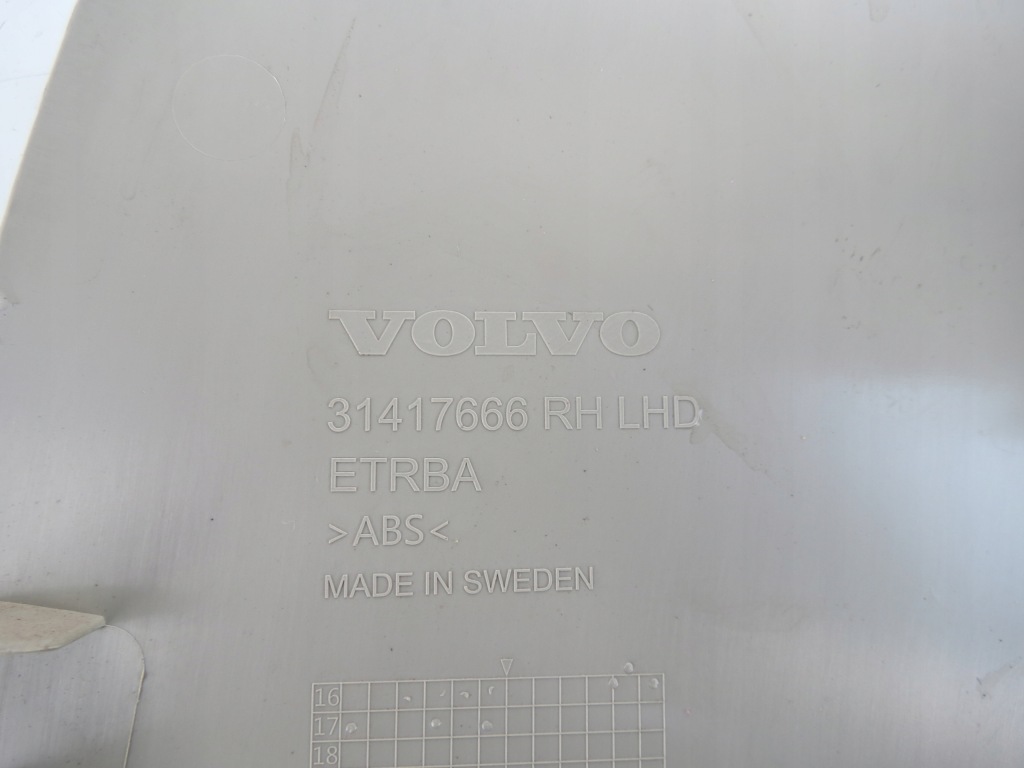 VOLVO
31417666 RH LHD
ETRBA
>ABS<
MADE IN SWEDEN
16
17
18